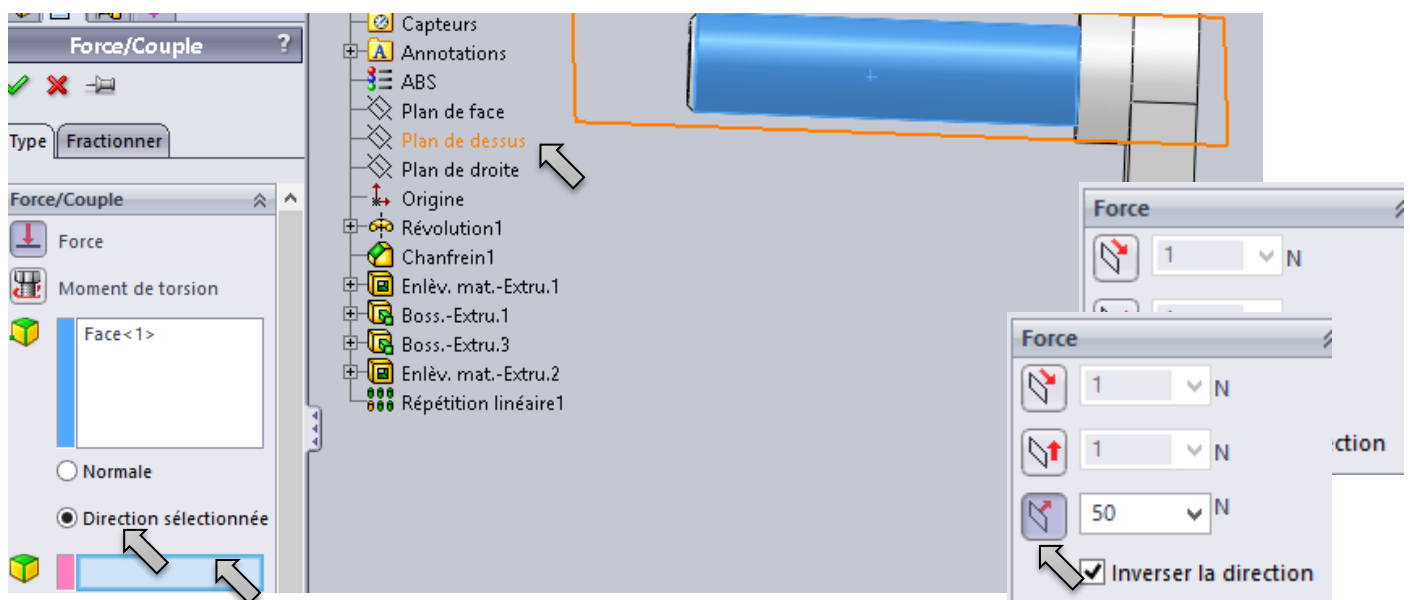 Force/Couple ?
Type Fractionner
Force/Couple
Force
Moment de torsion
Face<1>
Normale
Direction sélectionnée
Capteurs
Annotations
ABS
Plan de face
Plan de dessus
Plan de droite
Origine
Révolution1
Chanfrein1
Enlèv. mat.-Extru.1
Boss.-Extru.1
Boss.-Extru.3
Enlèv. mat.-Extru.2
Répétition linéaire1
Force
1 N
ction
Force
1 N
1 N
50 N
Inverser la direction